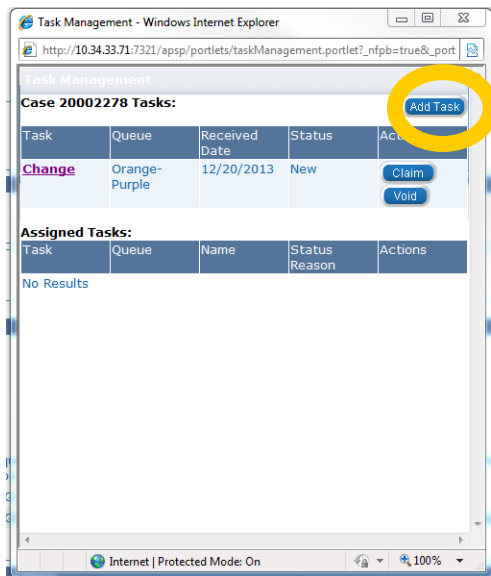 Task Management - Windows Internet Explorer
http://10.34.33.71:7321/apsp/portlets/taskManagement.portlet?_nfpb=true&_port
Task Management
Case 20002278 Tasks:
Add Task
Task Queue Received Date Status
Change Orange-Purple 12/20/2013 New Claim
Void
Assigned Tasks:
Task Queue Name Status Reason Actions
No Results
Internet | Protected Mode: On 100%